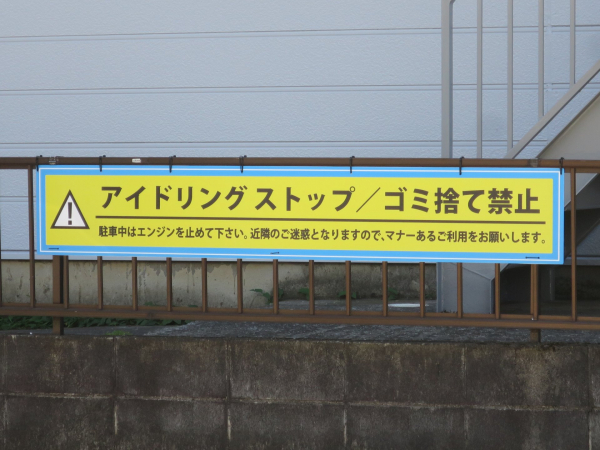 アイドリングストップ／ゴミ捨て禁止
駐車中はエンジンを止めて下さい。近隣のご迷惑となりますので、マナーあるご利用をお願いします。